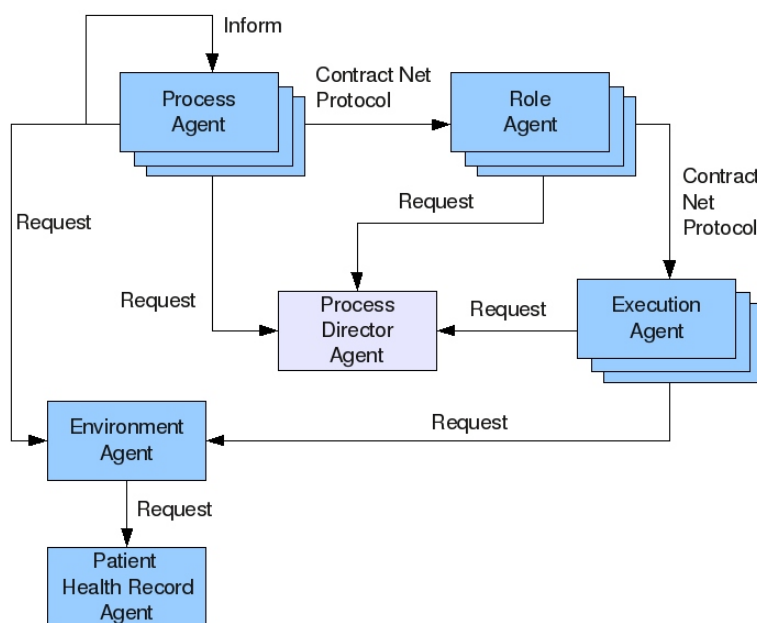 Inform
Process
Agent
Contract Net
Protocol
Role
Agent
Contract
Net
Protocol
Request
Request
Request
Process
Director
Agent
Request
Execution
Agent
Environment
Agent
Request
Request
Patient
Health Record
Agent